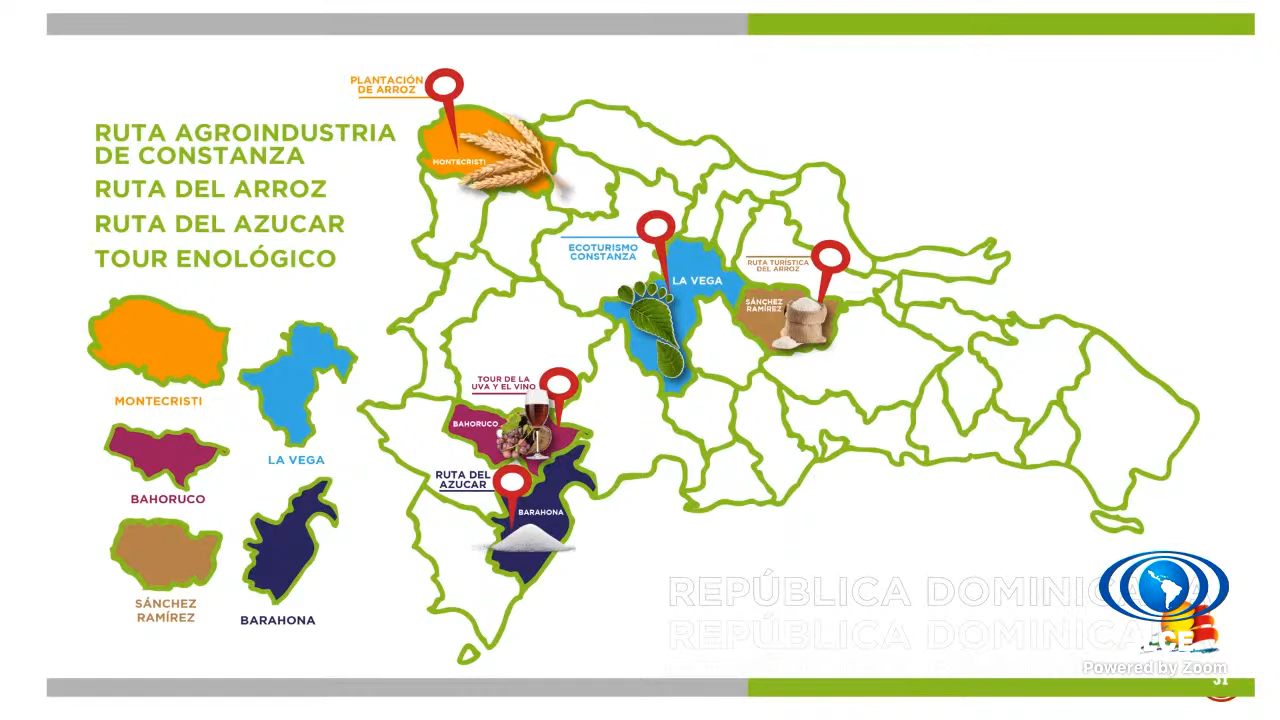 PLANTACIÓN
DE ARROZ
RUTA AGROINDUSTRIA
DE CONSTANZA
RUTA DEL ARROZ
RUTA DEL AZUCAR
TOUR ENOLÓGICO
MONTECRISTI
ECOTURISMO
CONSTANZA
LA VEGA
RUTA TURÍSTICA
DEL ARROZ
SÁNCHEZ
RAMÍREZ
TOUR DE LA
UVA Y EL VINO
BAHORUCO
RUTA DEL
AZUCAR
BARAHONA
MONTECRISTI
LA VEGA
BAHORUCO
SÁNCHEZ
RAMÍREZ
BARAHONA
REPÚBLICA DOMINICANA
REPÚBLICA DOMINICA
Powered by Zoom
31